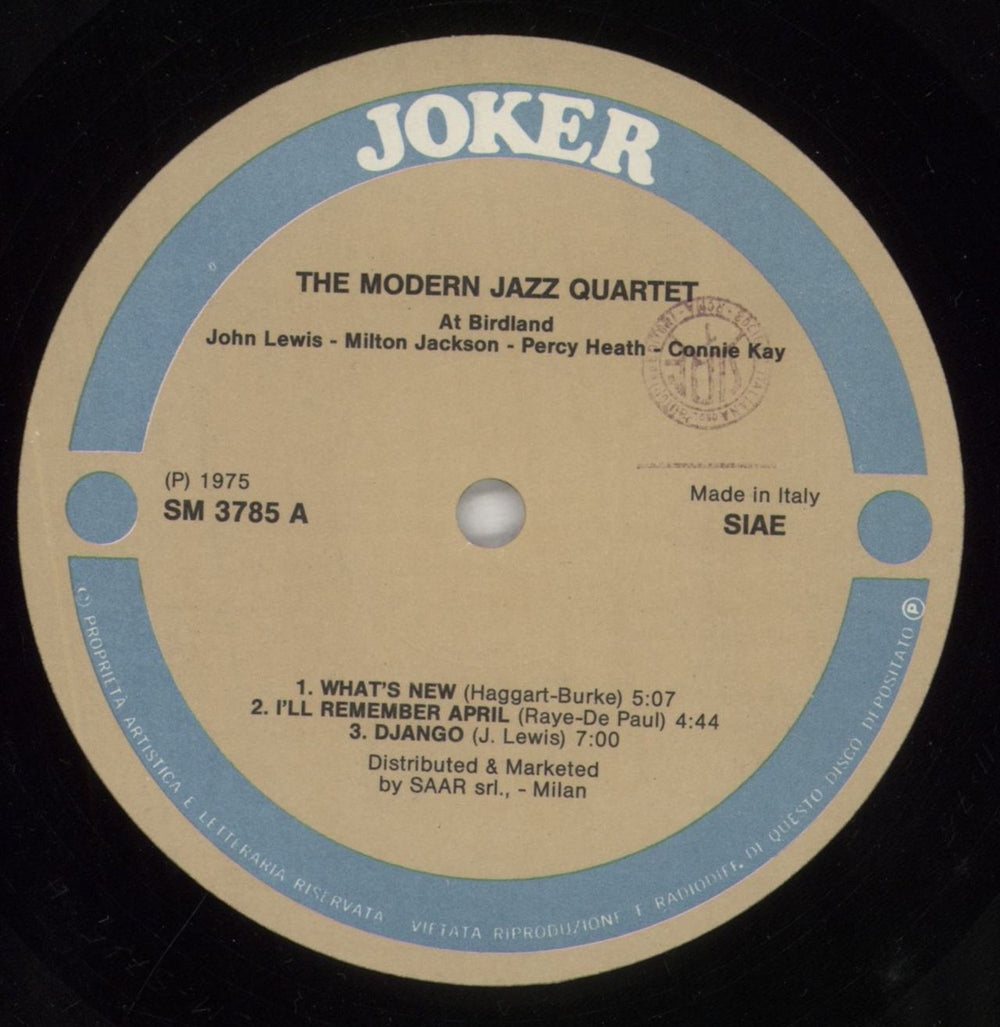 JOKER
THE MODERN JAZZ QUARTET
At Birdland
John Lewis - Milton Jackson - Percy Heath - Connie Kay
(P) 1975
SM 3785 A
Made in Italy
SIAE
1. WHAT'S NEW (Haggart-Burke) 5:07
2. I'LL REMEMBER APRIL (Raye-De Paul) 4:44
3. DJANGO (J. Lewis) 7:00
Distributed & Marketed
by SAAR srl., - Milan
(C) PROPRIETÀ ARTISTICA E LETTERARIA RISERVATA VIETATA RIPRODUZIONE E RADIODIFF. DI QUESTO DISCO DEPOSITATO Ⓟ